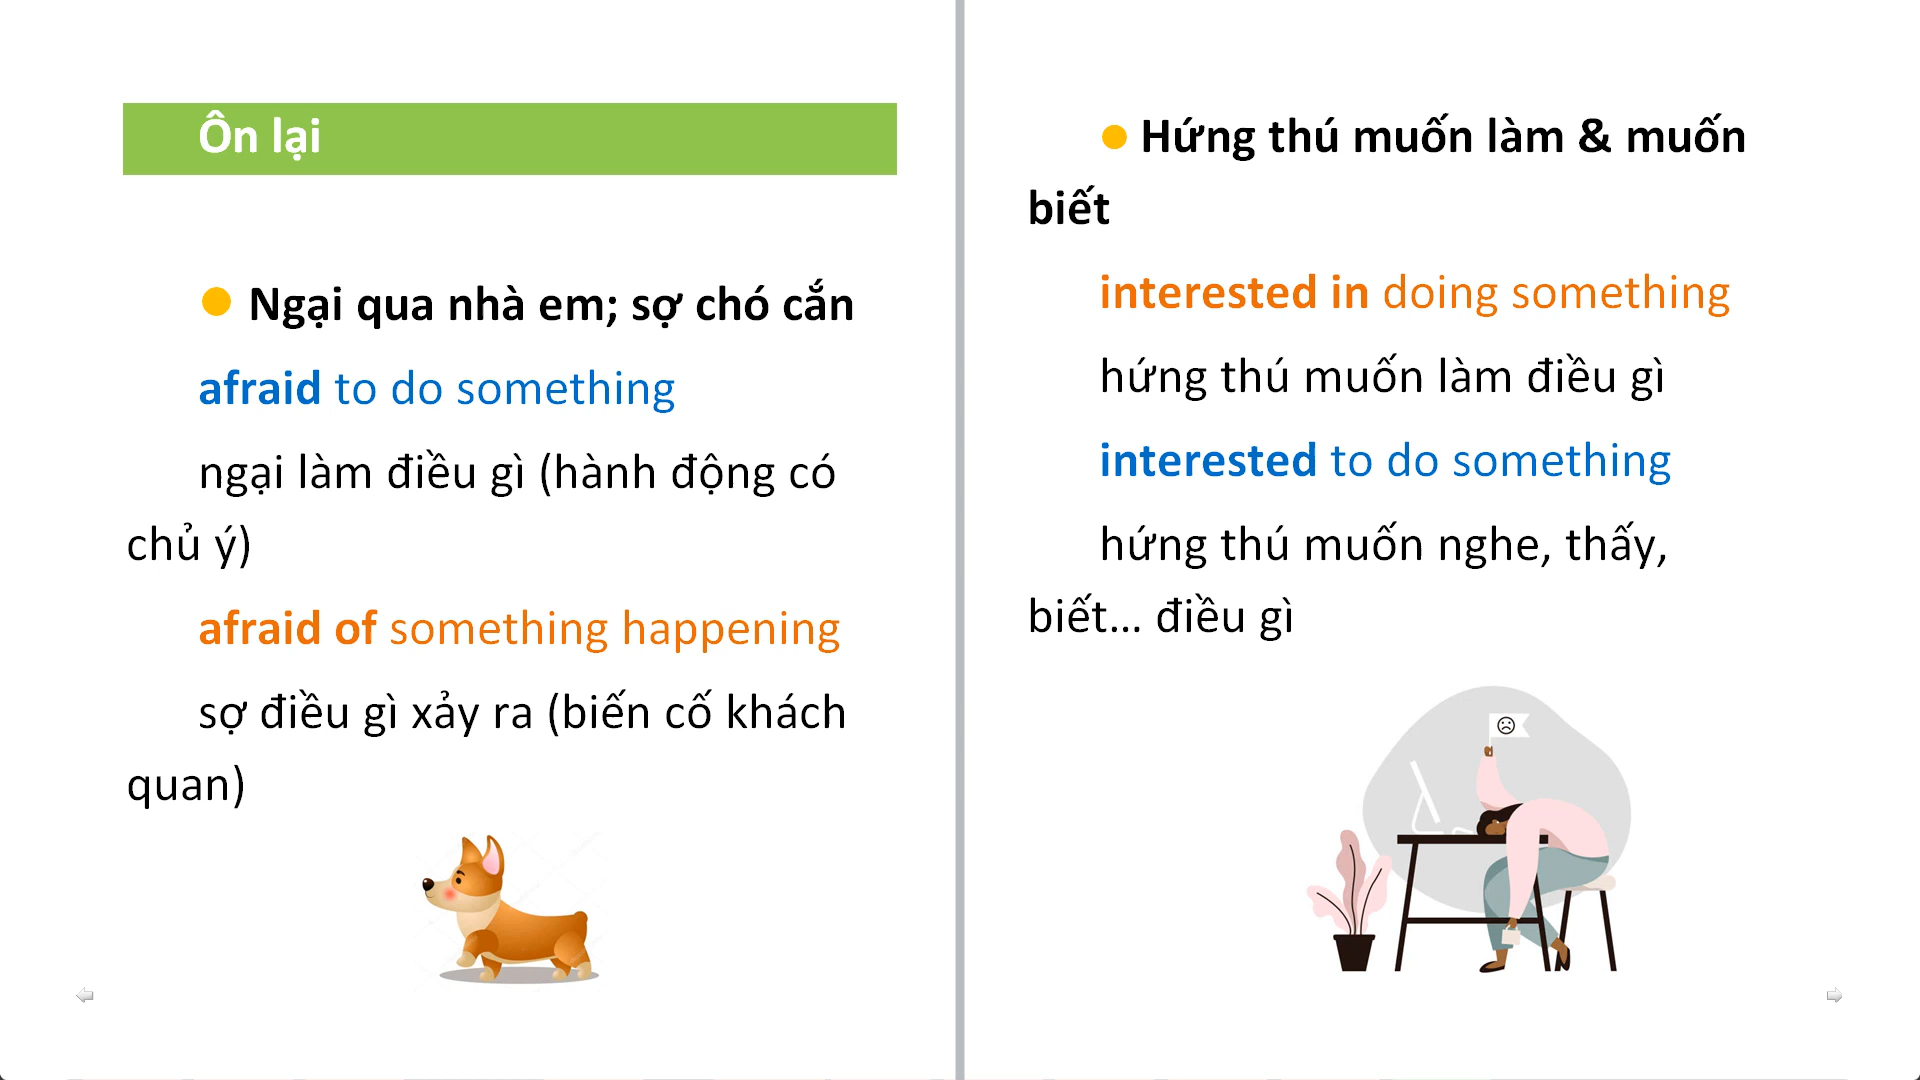 Ôn lại
Ngại qua nhà em; sợ chó cắn
afraid to do something
ngại làm điều gì (hành động có
chủ ý)
afraid of something happening
sợ điều gì xảy ra (biến cố khách
quan)
Hứng thú muốn làm & muốn
biết
interested in doing something
hứng thú muốn làm điều gì
interested to do something
hứng thú muốn nghe, thấy,
biết... điều gì